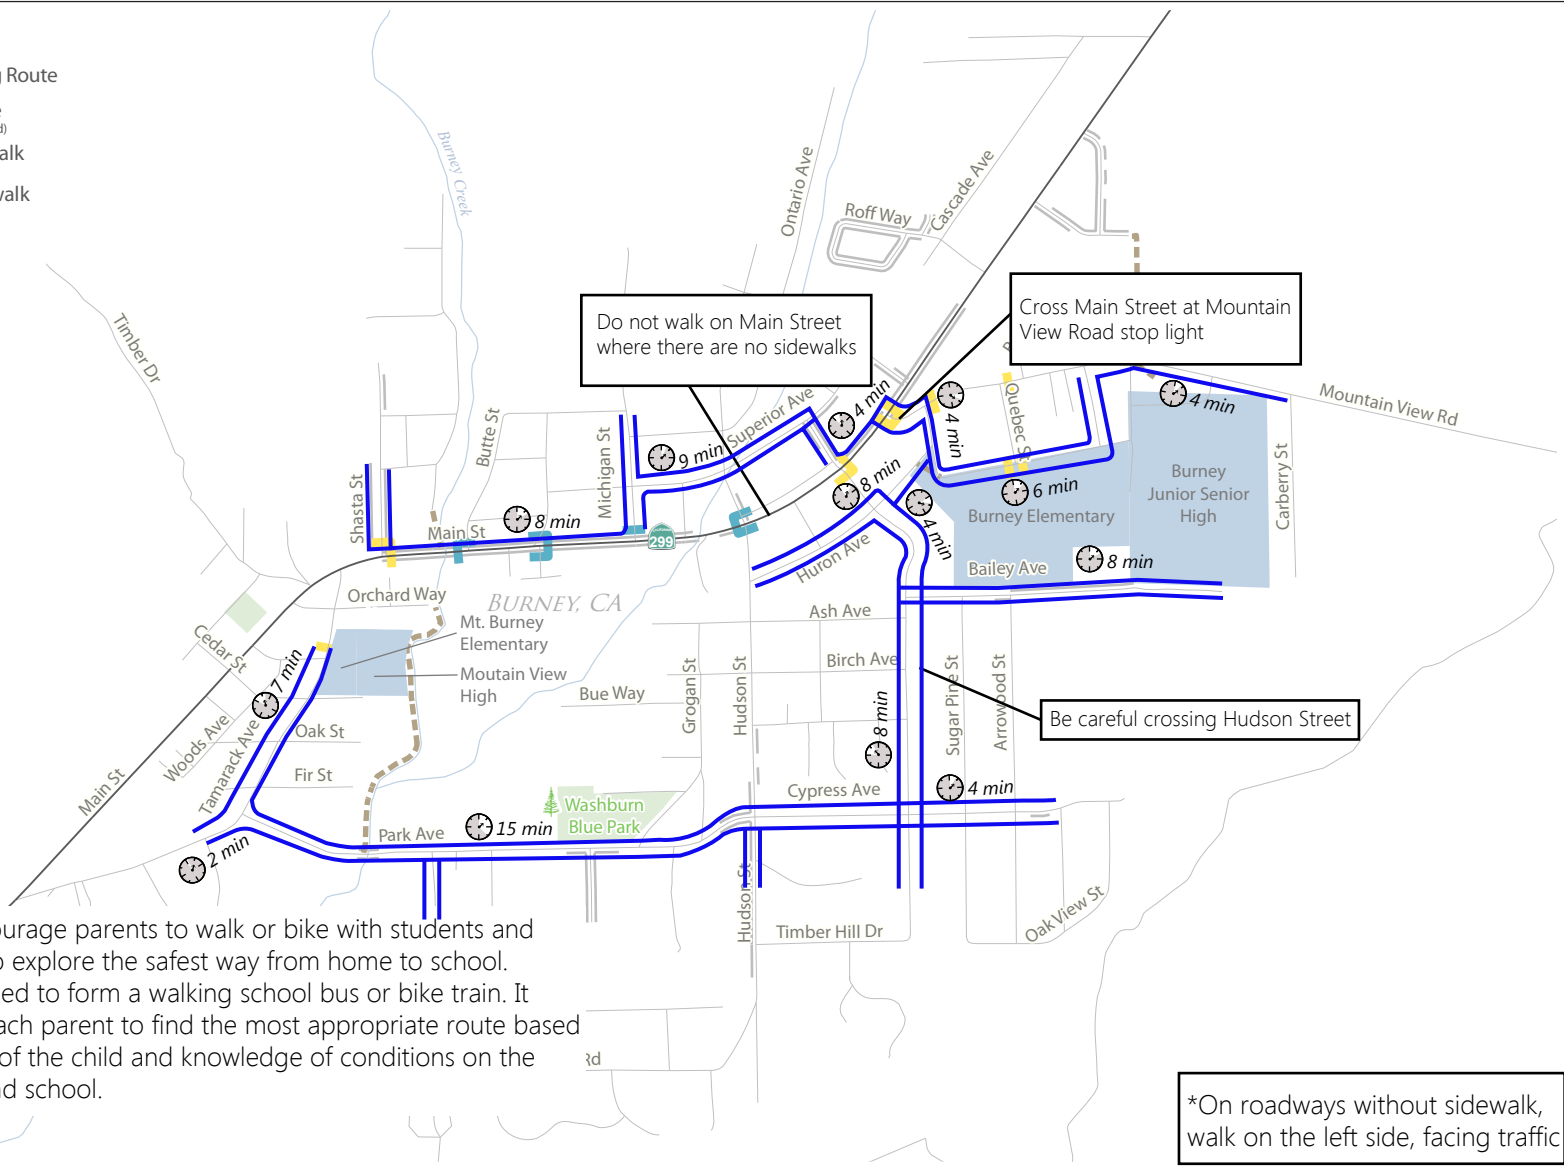 g Route
d)
alk
walk
Burney Creek
Ontario Ave
Roff Way
Cascade Ave
Timber Dr
Do not walk on Main Street
where there are no sidewalks
Cross Main Street at Mountain
View Road stop light
Mountain View Rd
4 min
4 min
4 min
Quebec St
Superior Ave
9 min
Michigan St
Butte St
Shasta St
Main St
8 min
299
8 min
6 min
4 min
Burney
Junior Senior
High
Carberry St
Burney Elementary
Huron Ave
Bailey Ave
8 min
Orchard Way
BURNEY, CA
Mt. Burney
Elementary
Moutain View
High
Cedar St
7 min
Woods Ave
Tamarack Ave
Oak St
Fir St
Main St
Ash Ave
Birch Ave
Bue Way
Grogan St
Hudson St
Sugar Pine St
Arrowood St
Be careful crossing Hudson Street
8 min
Cypress Ave
4 min
Washburn
Blue Park
Park Ave
15 min
2 min
Hudson St
Timber Hill Dr
Oak View St
ourage parents to walk or bike with students and
o explore the safest way from home to school.
ed to form a walking school bus or bike train. It
ach parent to find the most appropriate route based
of the child and knowledge of conditions on the
nd school.
Rd
*On roadways without sidewalk,
walk on the left side, facing traffic